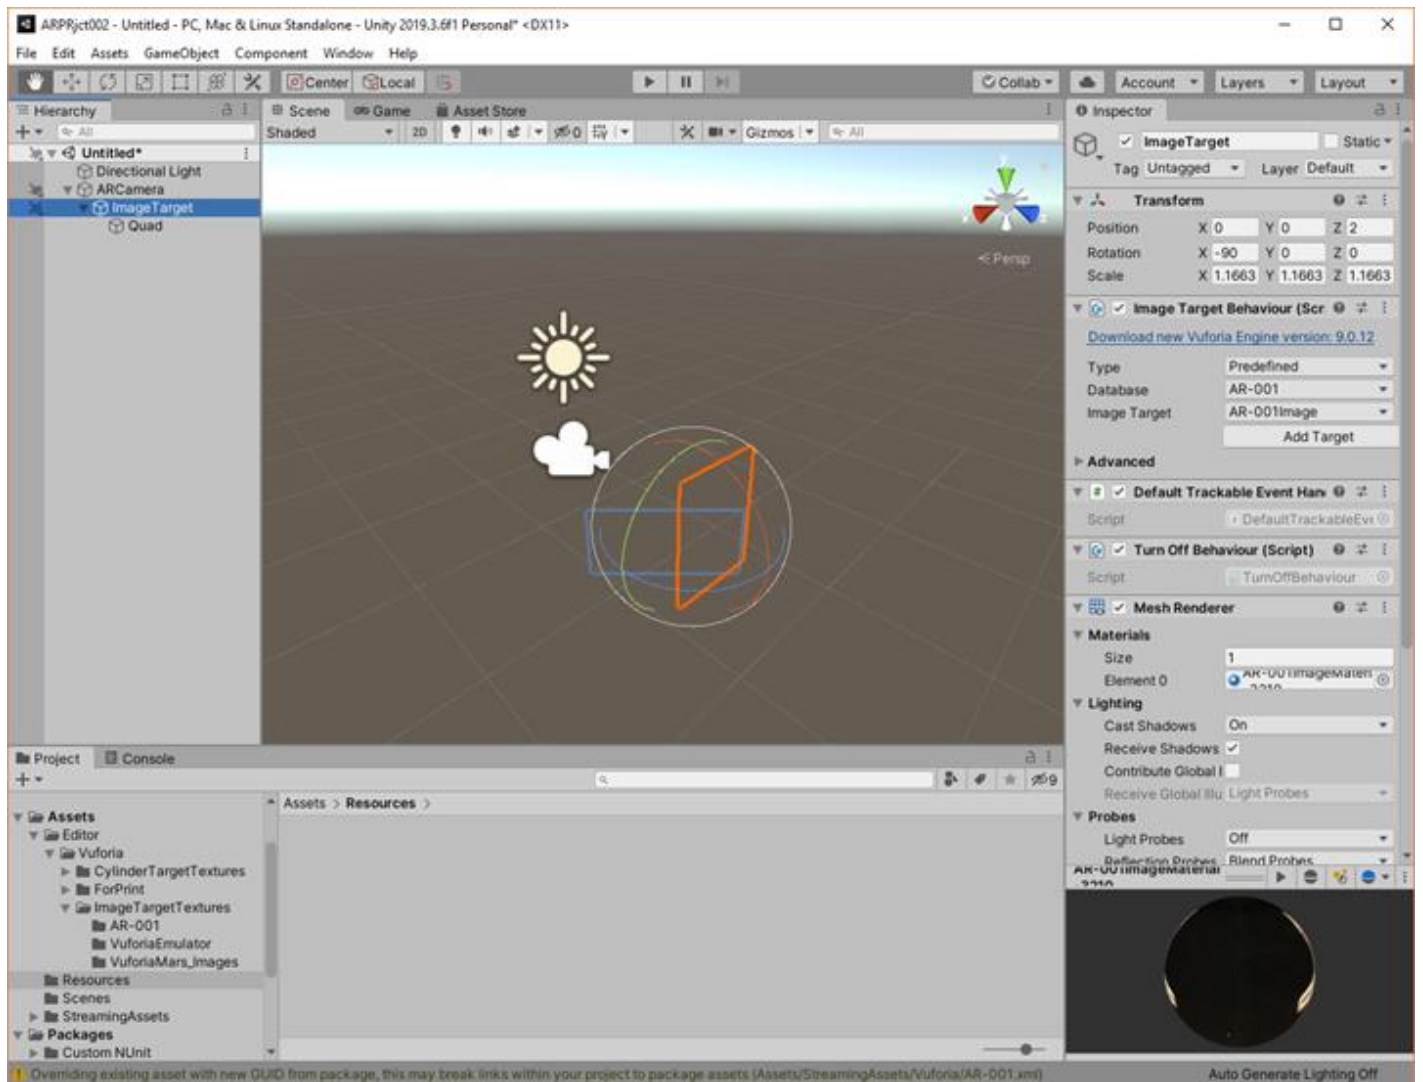 ARPRjct002 - Untitled - PC, Mac & Linux Standalone - Unity 2019.3.6f1 Personal* <DX11>
File Edit Assets GameObject Component Window Help
Center Local Collab Account Layers Layout
Hierarchy
All
Untitled*
Directional Light
ARCamera
ImageTarget
Quad
Scene Game Asset Store
Shaded 2D 0 Gizmos All
y
x
Persp
Inspector
ImageTarget Static
Tag Untagged Layer Default
Transform
Position X 0 Y 0 Z 2
Rotation X -90 Y 0 Z 0
Scale X 1.1663 Y 1.1663 Z 1.1663
Image Target Behaviour (Scr
Download new Vuforia Engine version: 9.0.12
Type Predefined
Database AR-001
Image Target AR-001Image
Add Target
Advanced
Default Trackable Event Han
Script DefaultTrackableEve
Turn Off Behaviour (Script)
Script TurnOffBehaviour
Mesh Renderer
Materials
Size 1
Element 0 AR-001ImageMateri
Lighting
Cast Shadows On
Receive Shadows
Contribute Global I
Receive Global Illu Light Probes
Probes
Light Probes Off
Reflection Probes Blend Probes
AR-001ImageMaterial
Project Console
9
Assets
Editor
Vuforia
CylinderTargetTextures
ForPrint
ImageTargetTextures
AR-001
VuforiaEmulator
VuforiaMars_Images
Resources
Scenes
StreamingAssets
Packages
Custom NUnit
Assets > Resources >
Overriding existing asset with new GUID from package, this may break links within your project to package assets (Assets/StreamingAssets/Vuforia/AR-001.xml)
Auto Generate Lighting Off